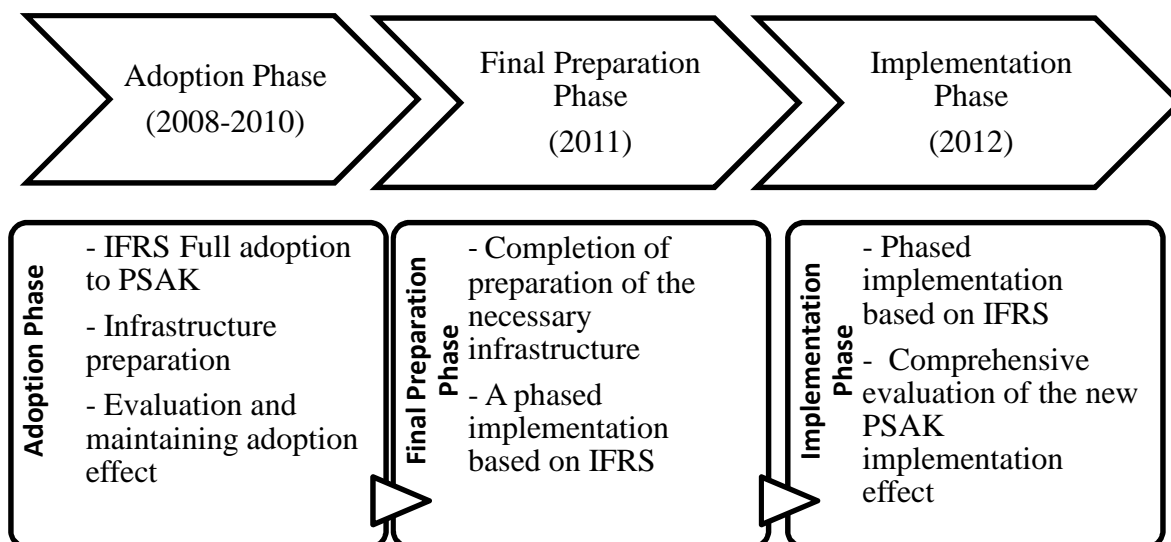 Adoption Phase
(2008-2010)
Final Preparation
Phase
(2011)
Implementation
Phase
(2012)
Adoption Phase
- IFRS Full adoption
to PSAK
- Infrastructure
preparation
- Evaluation and
maintaining adoption
effect
Final Preparation
Phase
- Completion of
preparation of the
necessary
infrastructure
- A phased
implementation
based on IFRS
Implementation
Phase
- Phased
implementation
based on IFRS
- Comprehensive
evaluation of the new
PSAK
implementation
effect